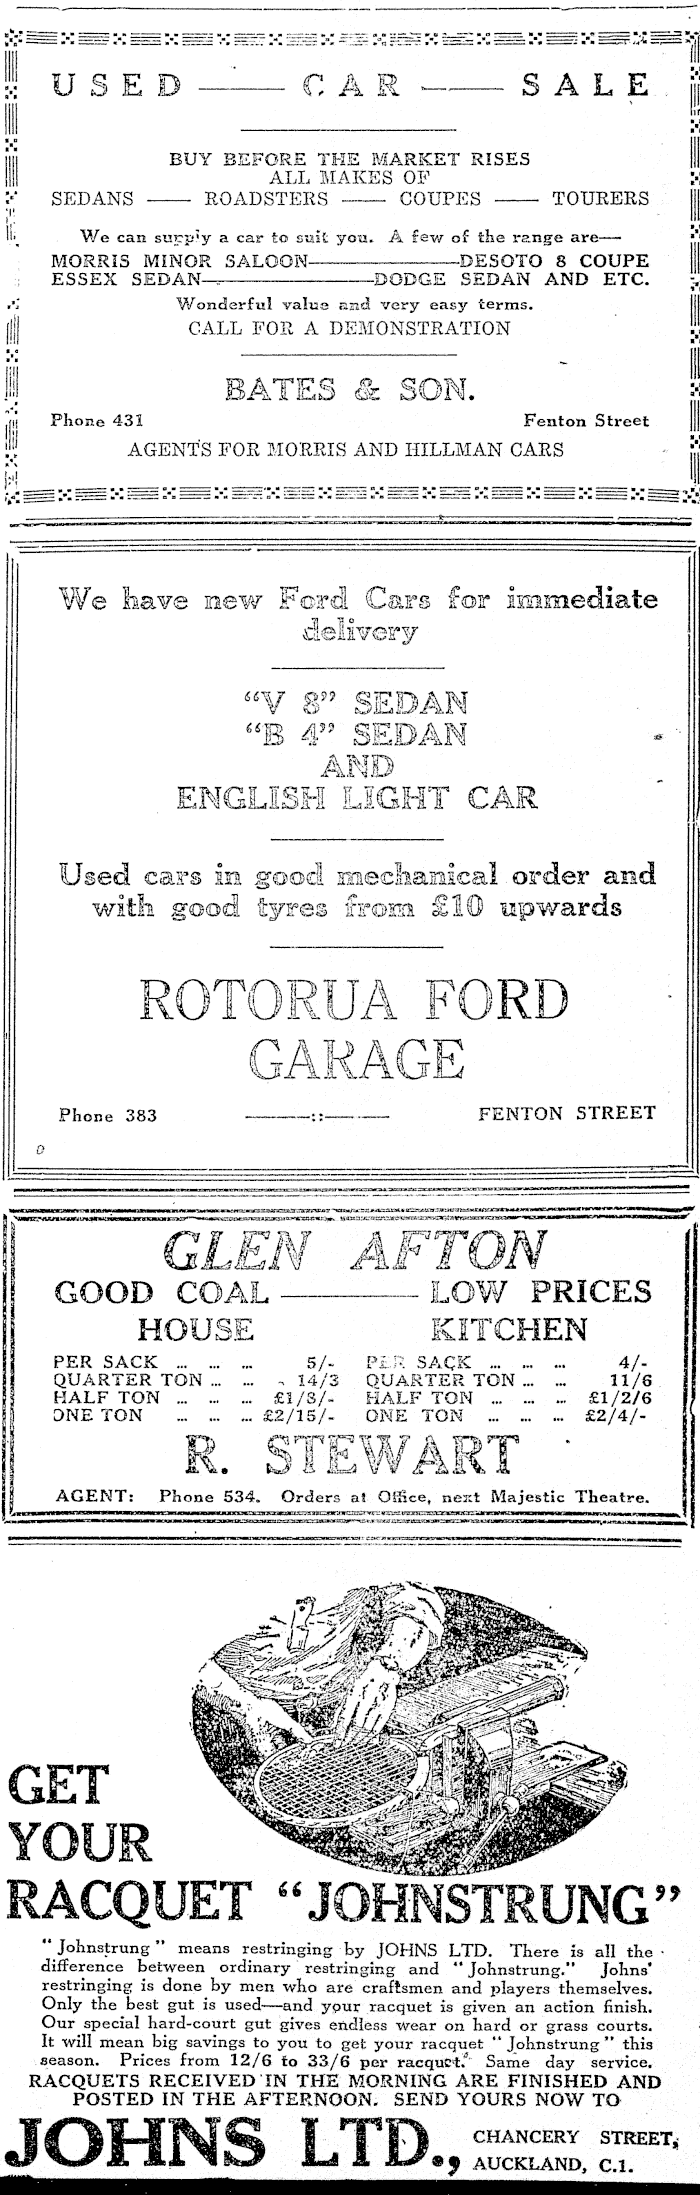 USED —— CAR —— SALE
BUY BEFORE THE MARKET RISES
ALL MAKES OF
SEDANS —— ROADSTERS —— COUPES —— TOURERS
We can supply a car to suit you. A few of the range are—
MORRIS MINOR SALOON————DESOTO 8 COUPE
ESSEX SEDAN————DODGE SEDAN AND ETC.
Wonderful value and very easy terms.
CALL FOR A DEMONSTRATION
BATES & SON.
Phone 431 Fenton Street
AGENTS FOR MORRIS AND HILLMAN CARS
We have new Ford Cars for immediate
delivery
"V 8" SEDAN
"B 4" SEDAN
AND
ENGLISH LIGHT CAR
Used cars in good mechanical order and
with good tyres from £10 upwards
ROTORUA FORD
GARAGE
Phone 383 ——::—— FENTON STREET
GLEN AFTON
GOOD COAL ———— LOW PRICES
HOUSE KITCHEN
PER SACK ... ... ... 5/- PER SACK ... ... ... 4/-
QUARTER TON ... ... 14/3 QUARTER TON ... ... 11/6
HALF TON ... ... ... £1/8/- HALF TON ... ... ... £1/2/6
ONE TON ... ... ... £2/15/- ONE TON ... ... ... £2/4/-
R. STEWART
AGENT: Phone 534. Orders at Office, next Majestic Theatre.
GET
YOUR
RACQUET "JOHNSTRUNG"
"Johnstrung" means restringing by JOHNS LTD. There is all the
difference between ordinary restringing and "Johnstrung." Johns'
restringing is done by men who are craftsmen and players themselves.
Only the best gut is used—and your racquet is given an action finish.
Our special hard-court gut gives endless wear on hard or grass courts.
It will mean big savings to you to get your racquet "Johnstrung" this
season. Prices from 12/6 to 33/6 per racquet. Same day service.
RACQUETS RECEIVED IN THE MORNING ARE FINISHED AND
POSTED IN THE AFTERNOON. SEND YOURS NOW TO
JOHNS LTD., CHANCERY STREET,
AUCKLAND, C.1.